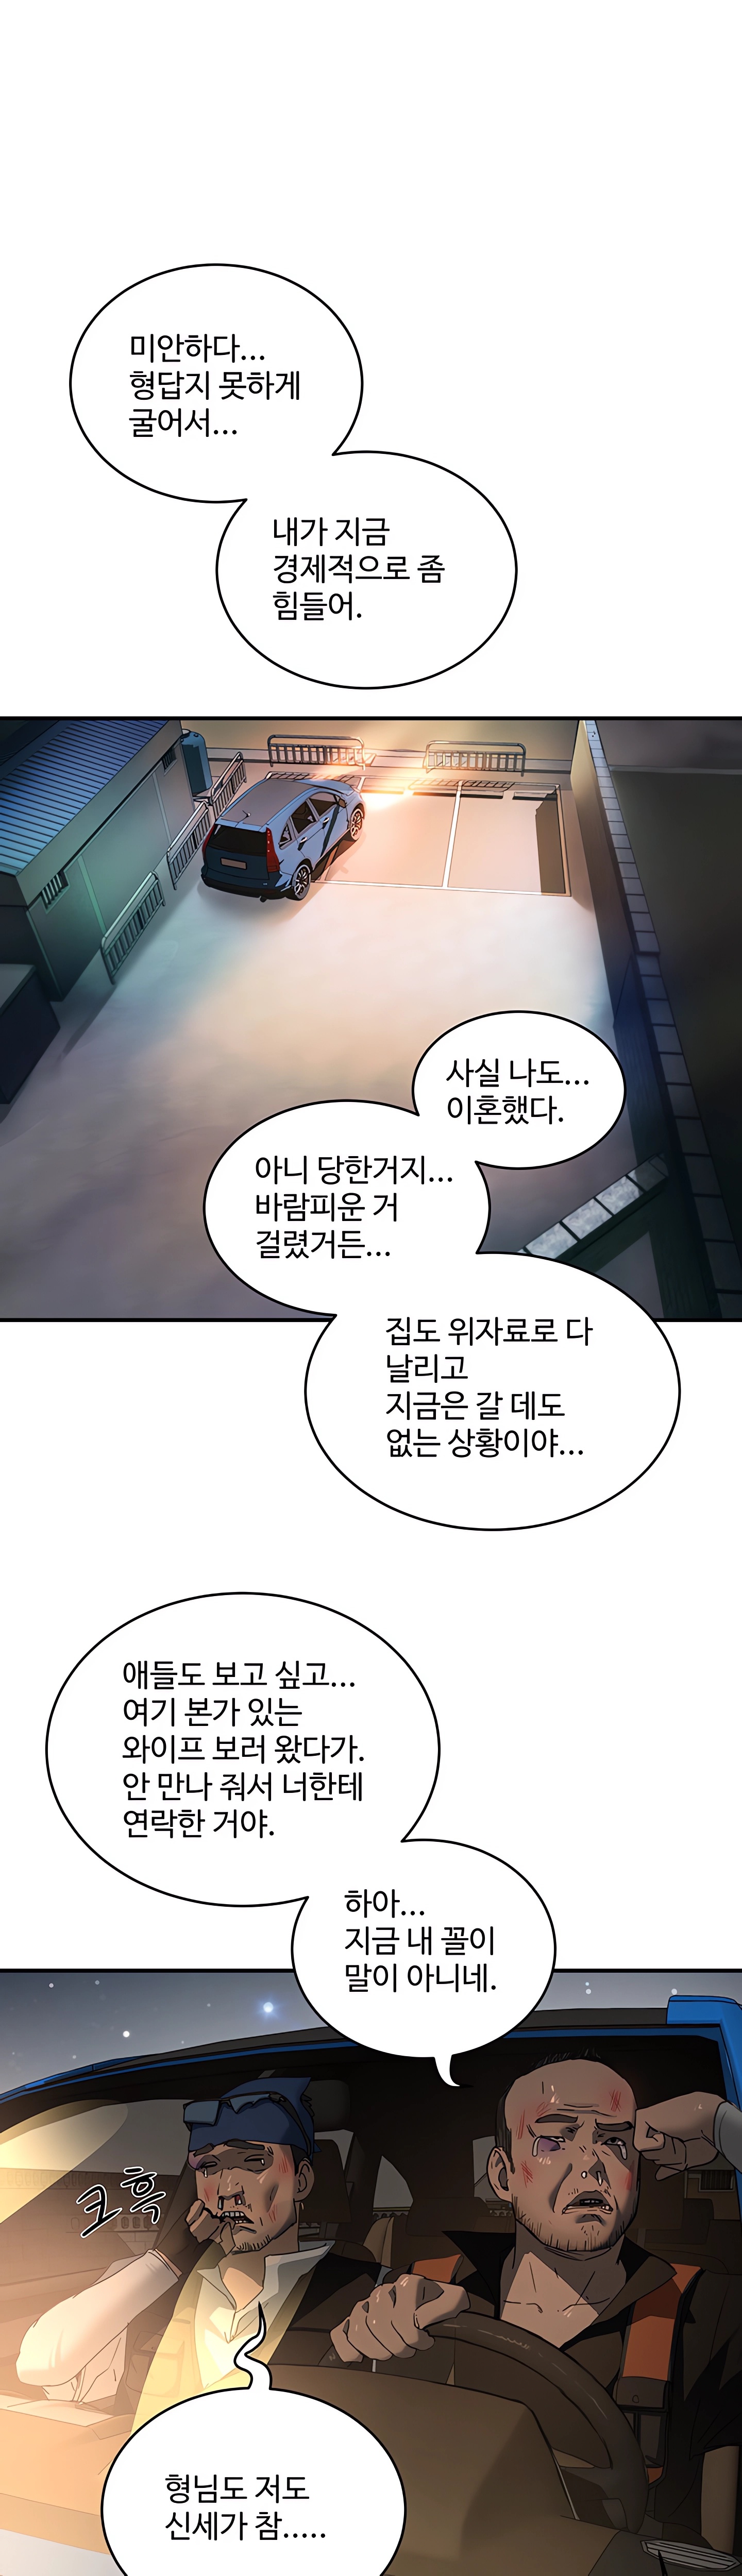 미안하다...
형답지 못하게
굴어서...
내가 지금
경제적으로 좀
힘들어.
사실 나도...
이혼했다.
아니 당한거지...
바람피운 거
걸렸거든...
집도 위자료로 다
날리고
지금은 갈 데도
없는 상황이야...
애들도 보고 싶고...
여기 본가 있는
와이프 보러 왔다가.
안 만나 줘서 너한테
연락한 거야.
하아...
지금 내 꼴이
말이 아니네.
크흑
형님도 저도
신세가 참.....